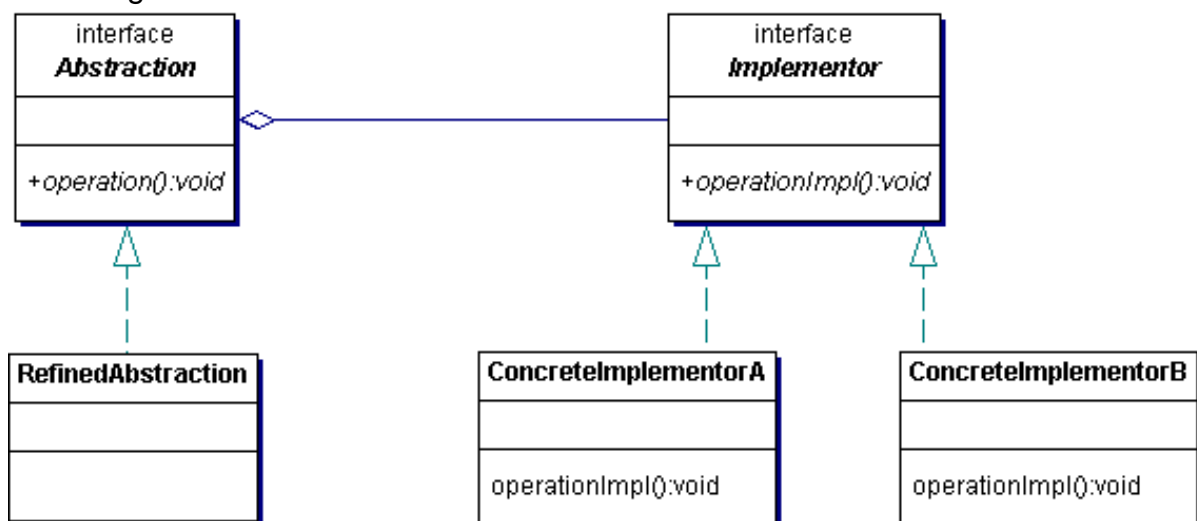 interface
Abstraction
+operation():void
interface
Implementor
+operationImpl():void
RefinedAbstraction
ConcreteImplementorA
operationImpl():void
ConcreteImplementorB
operationImpl():void